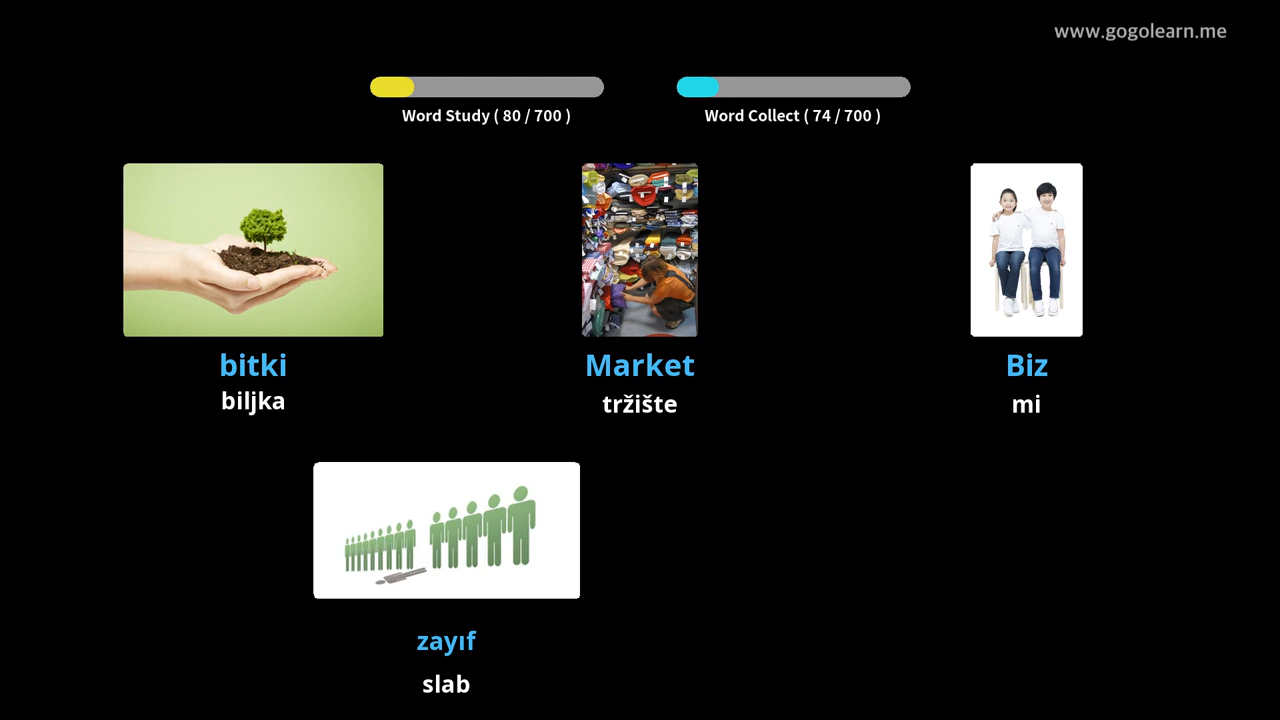 www.gogolearn.me
Word Study ( 80 / 700 )
Word Collect ( 74 / 700 )
bitki
biljka
Market
tržište
Biz
mi
zayıf
slab